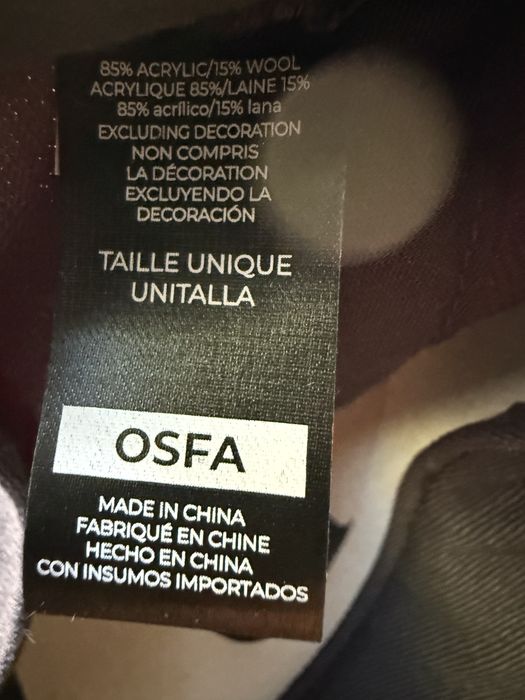 85% ACRYLIC/15% WOOL
ACRYLIQUE 85%/LAINE 15%
85% acrílico/15% lana
EXCLUDING DECORATION
NON COMPRIS
LA DÉCORATION
EXCLUYENDO LA
DECORACIÓN
TAILLE UNIQUE
UNITALLA
OSFA
MADE IN CHINA
FABRIQUÉ EN CHINE
HECHO EN CHINA
CON INSUMOS IMPORTADOS